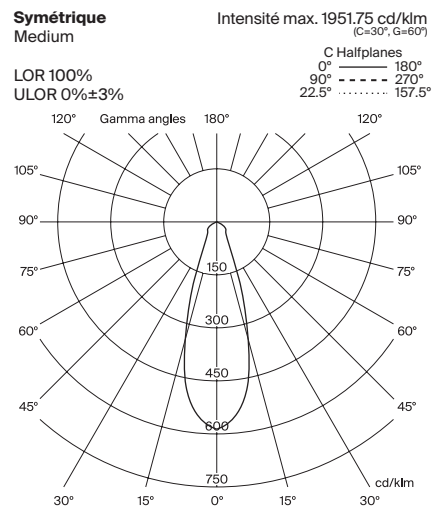 Symétrique
Medium
LOR 100%
ULOR 0%±3%
Intensité max. 1951.75 cd/klm
(C=30°, G=60°)
C Halfplanes
0° 180°
90° 270°
22.5° 157.5°
120° Gamma angles 180° 120°
105° 105°
90° 90°
75° 75°
150
60° 300 60°
45° 450 45°
600
750
cd/klm
30° 15° 0° 15° 30°